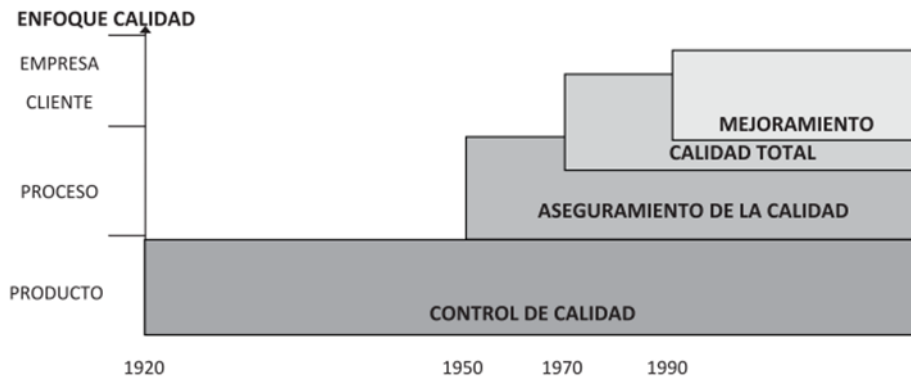 ENFOQUE CALIDAD
EMPRESA
CLIENTE
MEJORAMIENTO
CALIDAD TOTAL
PROCESO
ASEGURAMIENTO DE LA CALIDAD
PRODUCTO
CONTROL DE CALIDAD
1920 1950 1970 1990